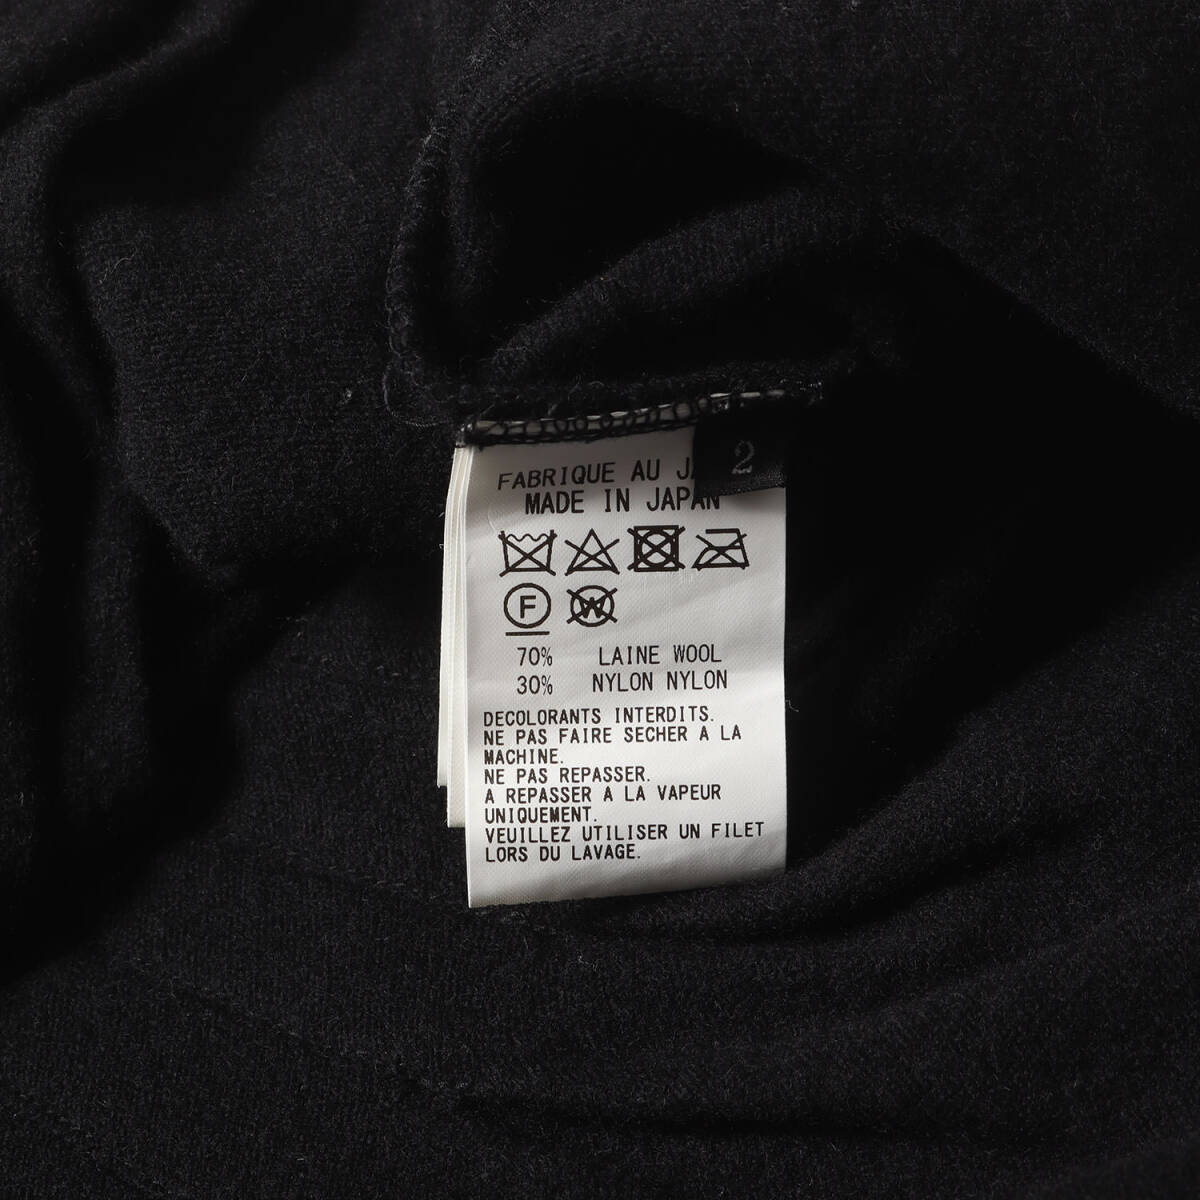 2
FABRIQUE AU
MADE IN JAPAN
F
W
70% LAINE WOOL
30% NYLON NYLON
DECOLORANTS INTERDITS.
NE PAS FAIRE SECHER A LA
MACHINE.
NE PAS REPASSER.
A REPASSER A LA VAPEUR
UNIQUEMENT.
VEUILLEZ UTILISER UN FILET
LORS DU LAVAGE.